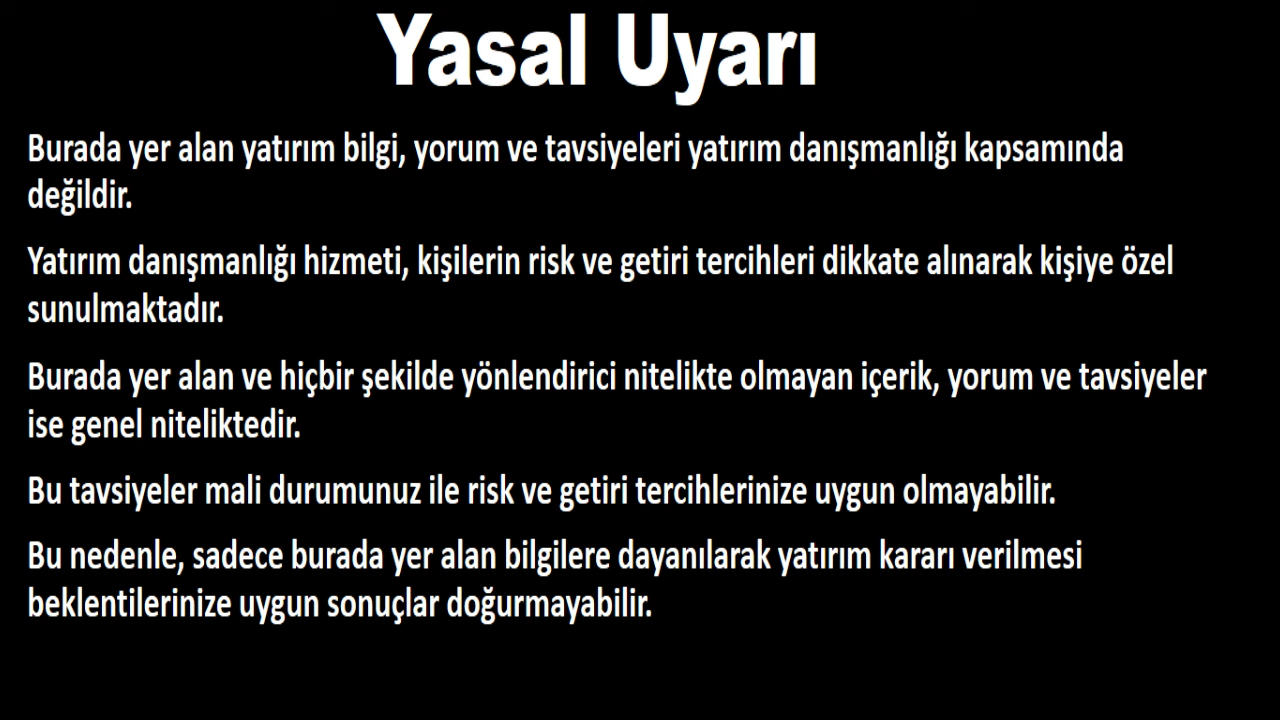 Yasal Uyarı
Burada yer alan yatırım bilgi, yorum ve tavsiyeleri yatırım danışmanlığı kapsamında
değildir.
Yatırım danışmanlığı hizmeti, kişilerin risk ve getiri tercihleri dikkate alınarak kişiye özel
sunulmaktadır.
Burada yer alan ve hiçbir şekilde yönlendirici nitelikte olmayan içerik, yorum ve tavsiyeler
ise genel niteliktedir.
Bu tavsiyeler mali durumunuz ile risk ve getiri tercihlerinize uygun olmayabilir.
Bu nedenle, sadece burada yer alan bilgilere dayanılarak yatırım kararı verilmesi
beklentilerinize uygun sonuçlar doğurmayabilir.